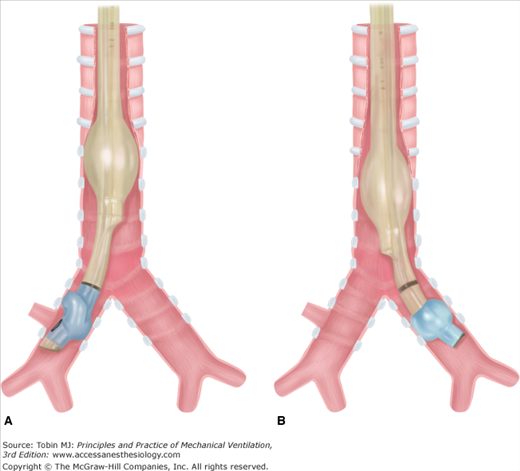 A
B
Source: Tobin MJ: Principles and Practice of Mechanical Ventilation,
3rd Edition: www.accessanesthesiology.com
Copyright © The McGraw-Hill Companies, Inc. All rights reserved.